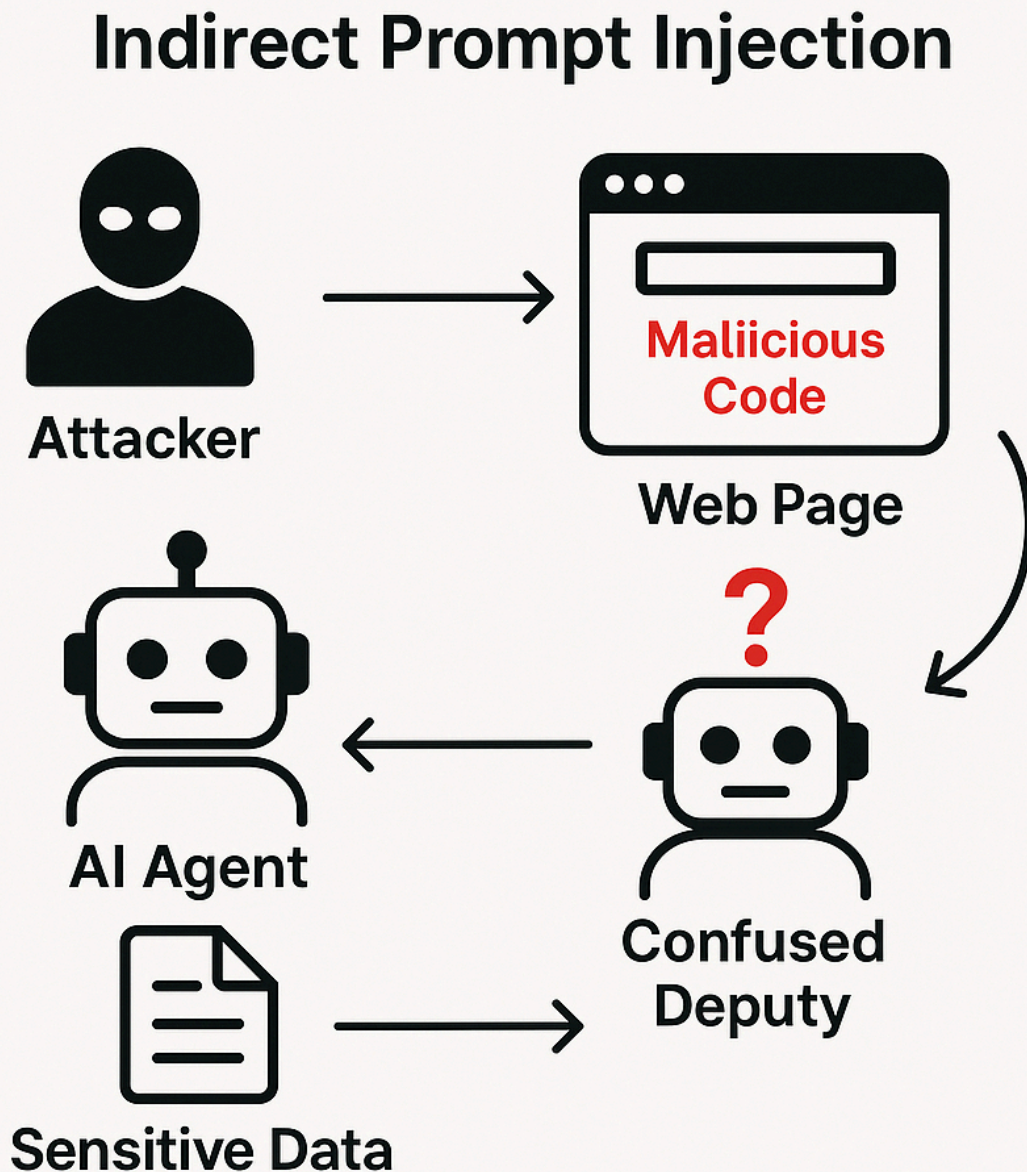 Indirect Prompt Injection
Maliicious
Code
Attacker
Web Page
?
AI Agent
Confused
Deputy
Sensitive Data